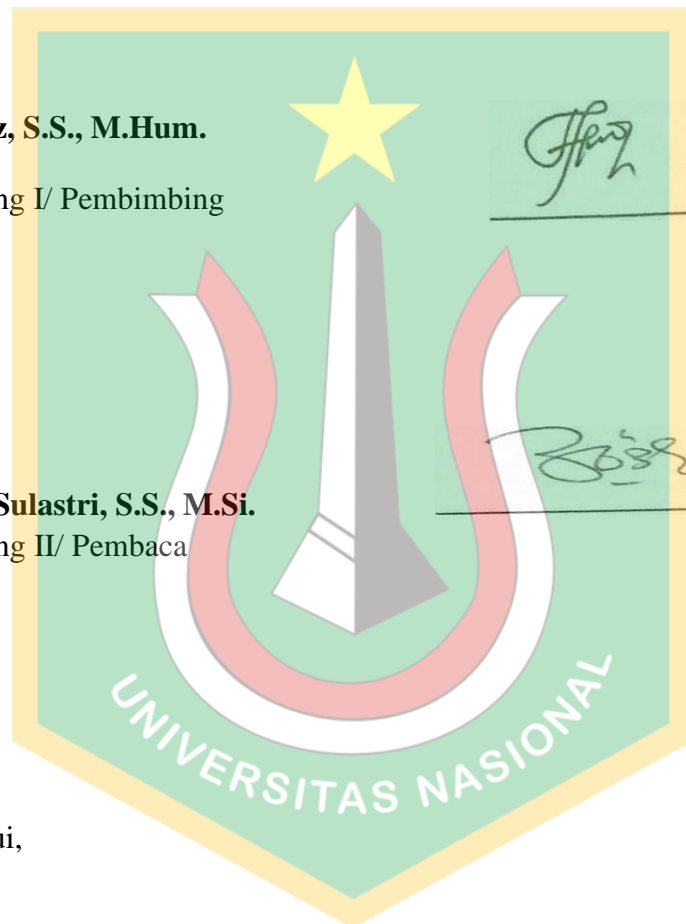 z, S.S., M.Hum.
ng I/ Pembimbing
Sulastri, S.S., M.Si.
ng II/ Pembaca
UNIVERSITAS NASIONAL
ui,